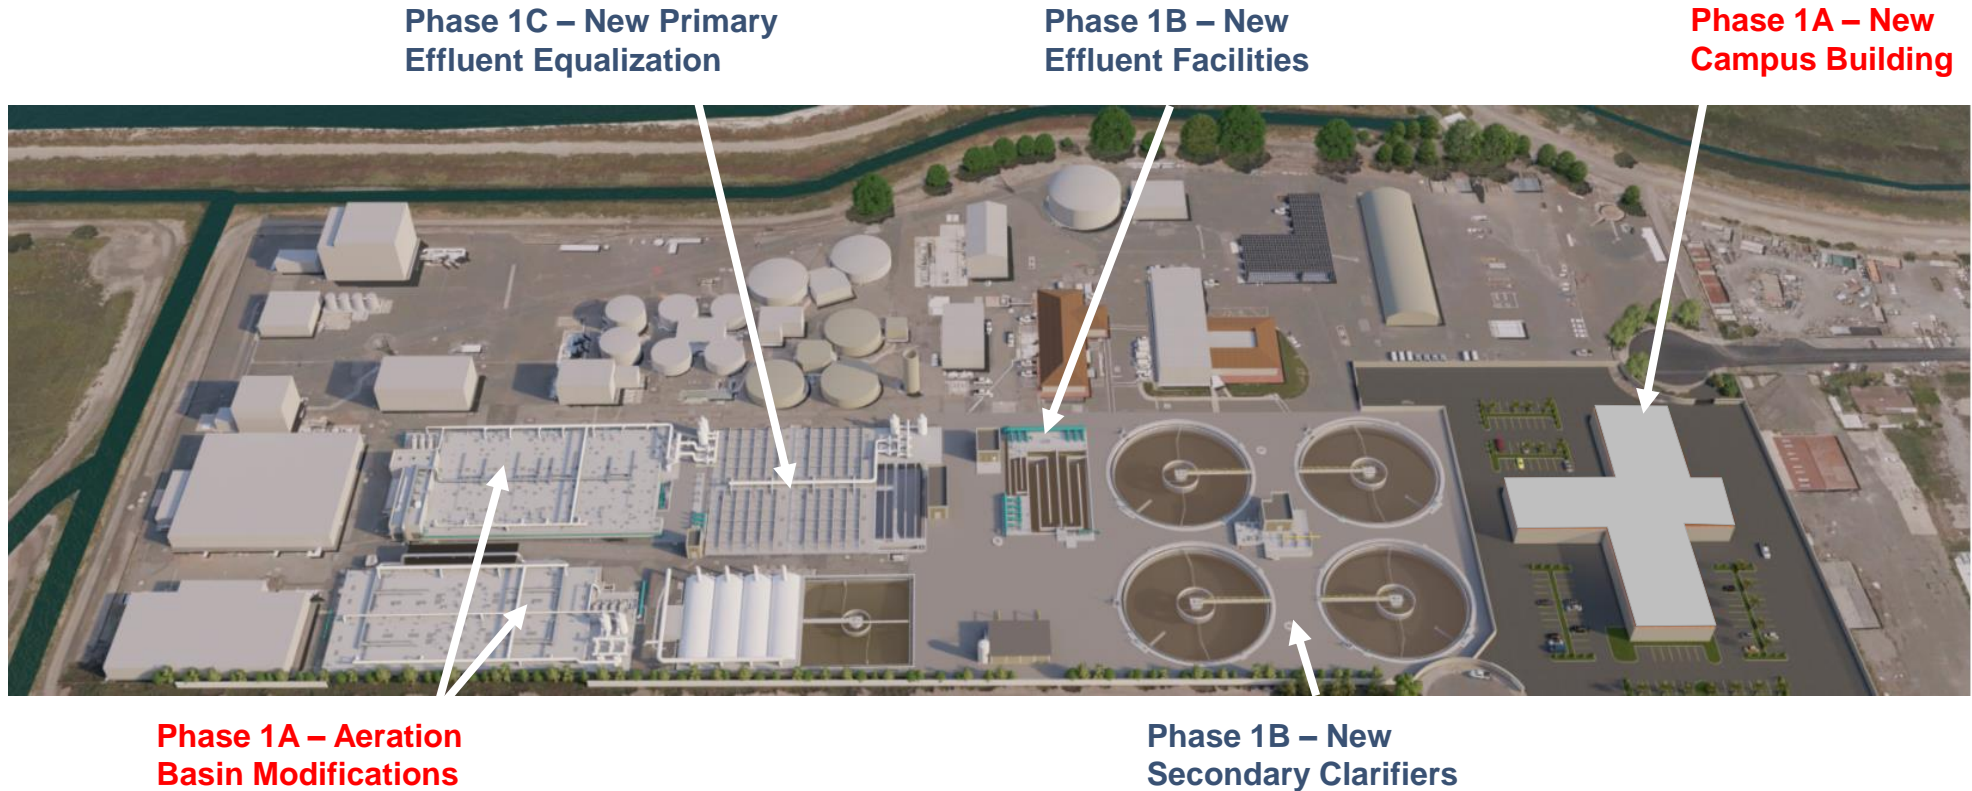 Phase 1C – New Primary
Effluent Equalization
Phase 1B – New
Effluent Facilities
Phase 1A – New
Campus Building
Phase 1A – Aeration
Basin Modifications
Phase 1B – New
Secondary Clarifiers